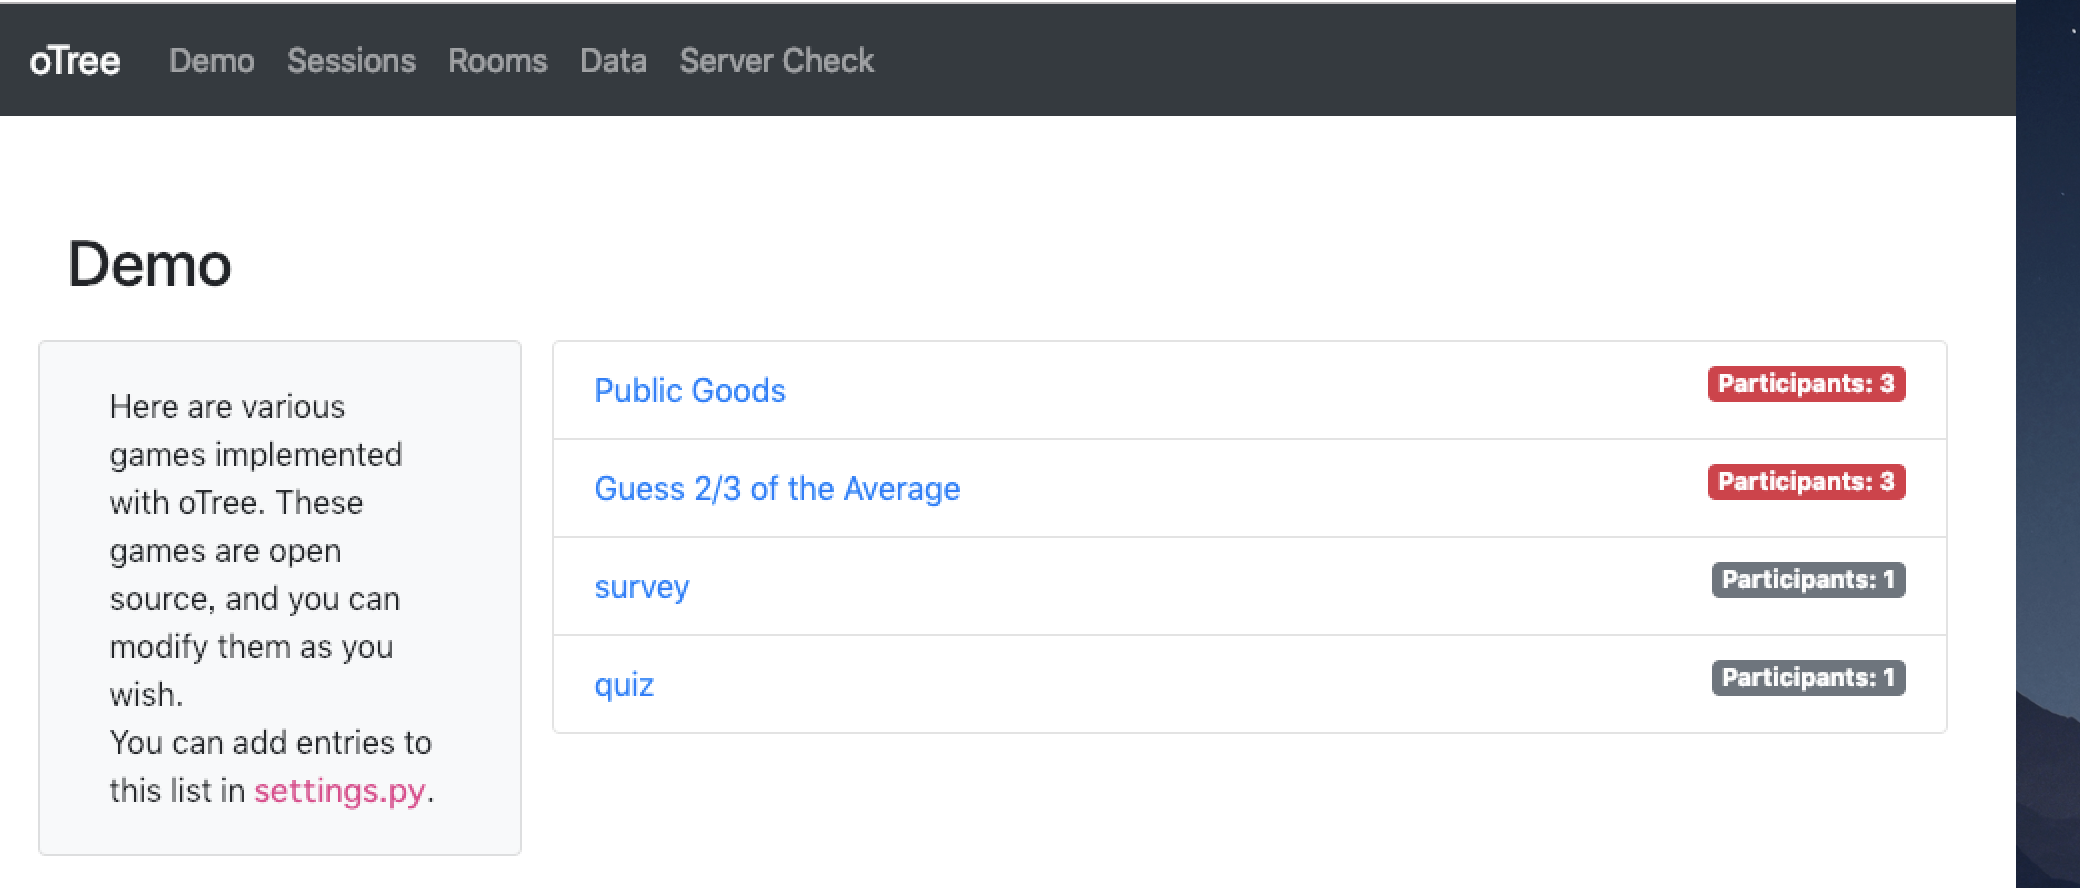 oTree Demo Sessions Rooms Data Server Check
Demo
Here are various
games implemented
with oTree. These
games are open
source, and you can
modify them as you
wish.
You can add entries to
this list in settings.py.
Public Goods Participants: 3
Guess 2/3 of the Average Participants: 3
survey Participants: 1
quiz Participants: 1